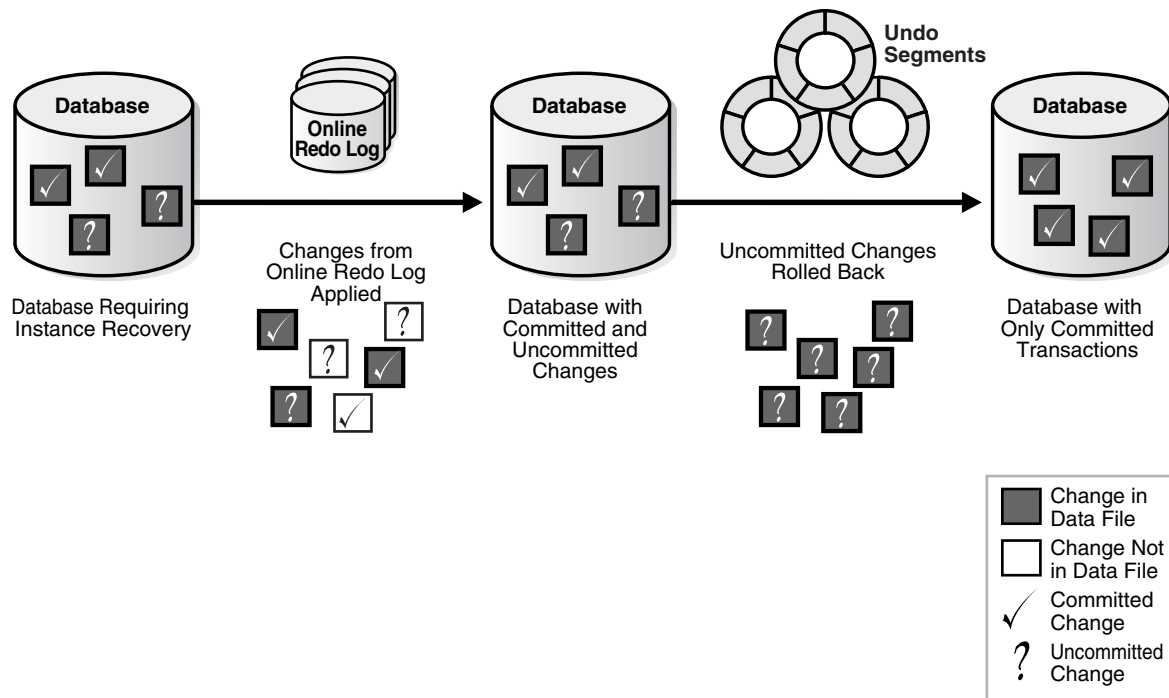 Undo
Segments
Database
Online
Redo Log
Database
Database
✓
✓
?
?
✓
✓
?
?
✓
✓
✓
✓
Changes from
Online Redo Log
Applied
Uncommitted Changes
Rolled Back
Database Requiring
Instance Recovery
Database with
Committed and
Uncommitted
Changes
Database with
Only Committed
Transactions
✓
?
?
✓
?
✓
?
?
?
?
?
?
Change in
Data File
Change Not
in Data File
✓
Committed
Change
?
Uncommitted
Change